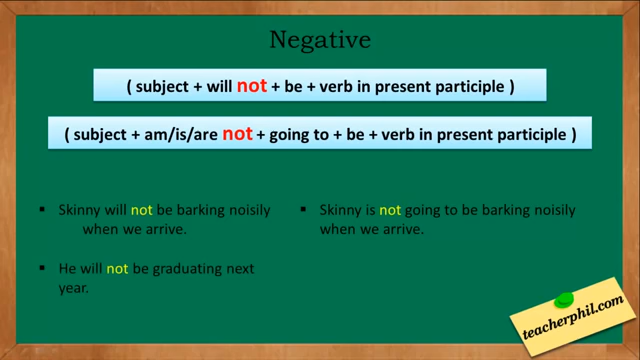 Negative
( subject + will not + be + verb in present participle )
( subject + am/is/are not + going to + be + verb in present participle )
▪ Skinny will not be barking noisily
when we arrive.
▪ He will not be graduating next
year.
▪ Skinny is not going to be barking noisily
when we arrive.
teacherphil.com